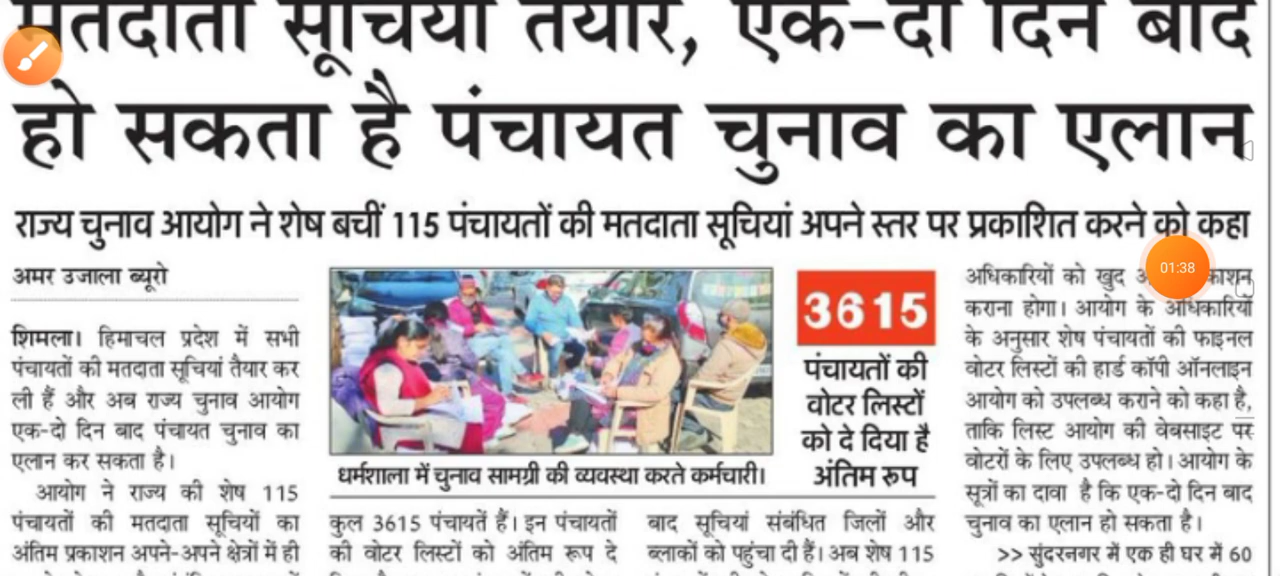 मतदाता सूचियां तैयार, एक-दो दिन बाद
हो सकता है पंचायत चुनाव का एलान
राज्य चुनाव आयोग ने शेष बचीं 115 पंचायतों की मतदाता सूचियां अपने स्तर पर प्रकाशित करने को कहा
अमर उजाला ब्यूरो
शिमला। हिमाचल प्रदेश में सभी
पंचायतों की मतदाता सूचियां तैयार कर
ली हैं और अब राज्य चुनाव आयोग
एक-दो दिन बाद पंचायत चुनाव का
एलान कर सकता है।
आयोग ने राज्य की शेष 115
पंचायतों की मतदाता सूचियों का
अंतिम प्रकाशन अपने-अपने क्षेत्रों में ही
धर्मशाला में चुनाव सामग्री की व्यवस्था करते कर्मचारी।
3615
पंचायतों की
वोटर लिस्टों
को दे दिया है
अंतिम रूप
कुल 3615 पंचायतें हैं। इन पंचायतों
की वोटर लिस्टों को अंतिम रूप दे
बाद सूचियां संबंधित जिलों और
ब्लाकों को पहुंचा दी हैं। अब शेष 115
अधिकारियों को खुद
कराना होगा। आयोग के अधिकारियों
के अनुसार शेष पंचायतों की फाइनल
वोटर लिस्टों की हार्ड कॉपी ऑनलाइन
आयोग को उपलब्ध कराने को कहा है,
ताकि लिस्ट आयोग की वेबसाइट पर
वोटरों के लिए उपलब्ध हो। आयोग के
सूत्रों का दावा है कि एक-दो दिन बाद
चुनाव का एलान हो सकता है।
>> सुंदरनगर में एक ही घर में 60
01:38